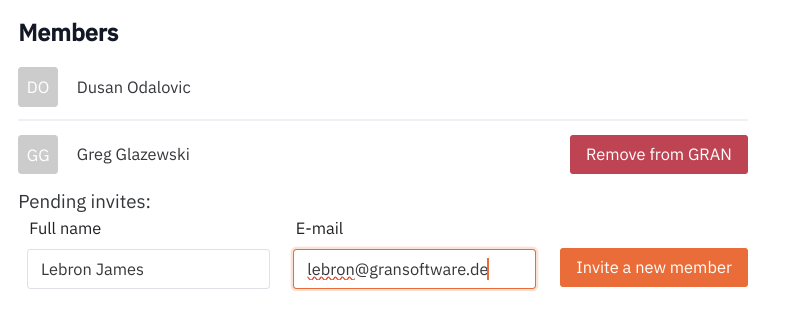 Members
DO Dusan Odalovic
GG Greg Glazewski Remove from GRAN
Pending invites:
Full name E-mail
Lebron James lebron@gransoftware.de Invite a new member